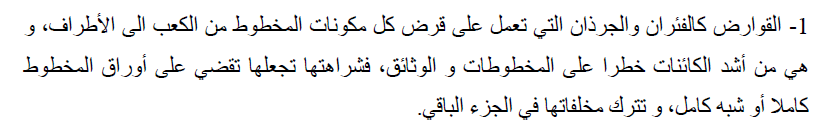 1- القوارض كالفئران والجرذان التي تعمل على قرض كل مكونات المخطوط من الكعب الى الأطراف، و
هي من أشد الكائنات خطرا على المخطوطات و الوثائق، فشراهتها تجعلها تقضي على أوراق المخطوط
كاملا أو شبه كامل، و تترك مخلفاتها في الجزء الباقي.